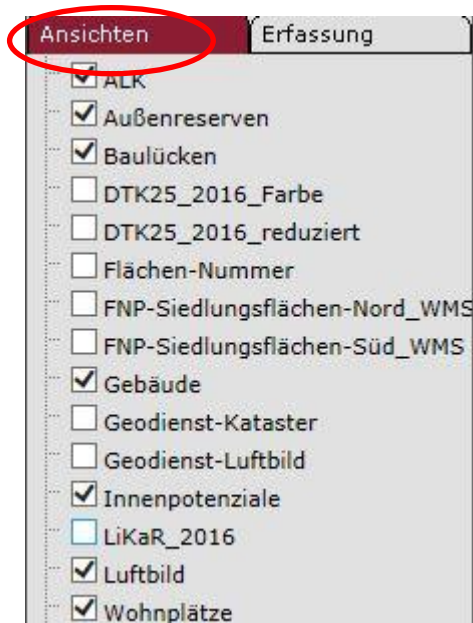 Ansichten Erfassung
ALK
Außenreserven
Baulücken
DTK25_2016_Farbe
DTK25_2016_reduziert
Flächen-Nummer
FNP-Siedlungsflächen-Nord_WMS
FNP-Siedlungsflächen-Süd_WMS
Gebäude
Geodienst-Kataster
Geodienst-Luftbild
Innenpotenziale
LiKaR_2016
Luftbild
Wohnplätze